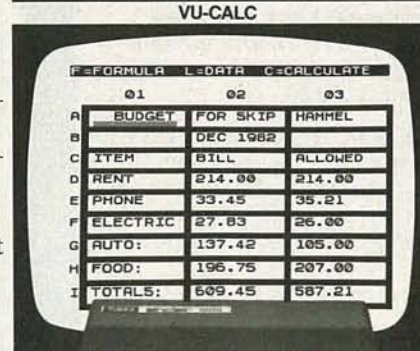 VU-CALC
F=FORMULA L=DATA C=CALCULATE
01 02 03
A BUDGET FOR SKIP HAMMEL
B DEC 1982
C ITEM BILL ALLOWED
D RENT 214.00 214.00
E PHONE 33.45 35.21
F ELECTRIC 27.83 26.00
G AUTO: 137.42 105.00
H FOOD: 196.75 207.00
I TOTALS: 609.45 587.21
t